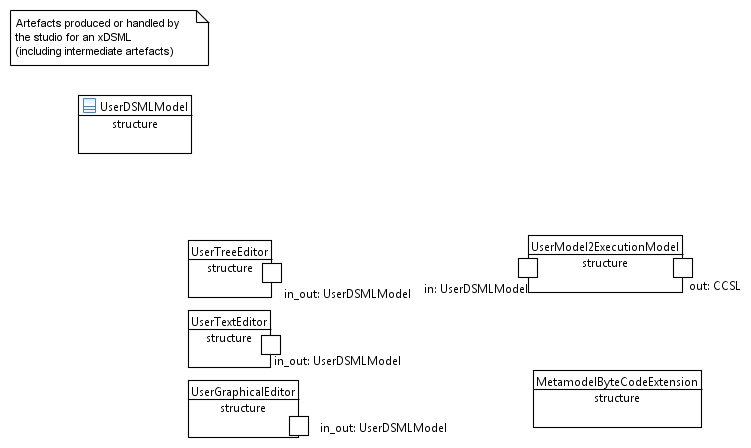 Artefacts produced or handled by
the studio for an xDSML
(including intermediate artefacts)
UserDSMLModel
structure
UserTreeEditor
structure
in_out: UserDSMLModel
UserModel2ExecutionModel
structure
in: UserDSMLModel
out: CCSL
UserTextEditor
structure
in_out: UserDSMLModel
UserGraphicalEditor
structure
in_out: UserDSMLModel
MetamodelByteCodeExtension
structure